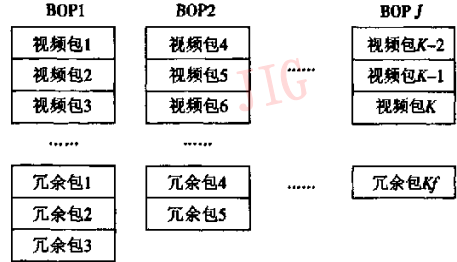 BOP1 BOP2 BOP f
视频包1 视频包4 视频包K-2
视频包2 视频包5 …… 视频包K-1
视频包3 视频包6 视频包K
…… ……
冗余包1 冗余包4 …… 冗余包Kf
冗余包2 冗余包5
冗余包3
JIG